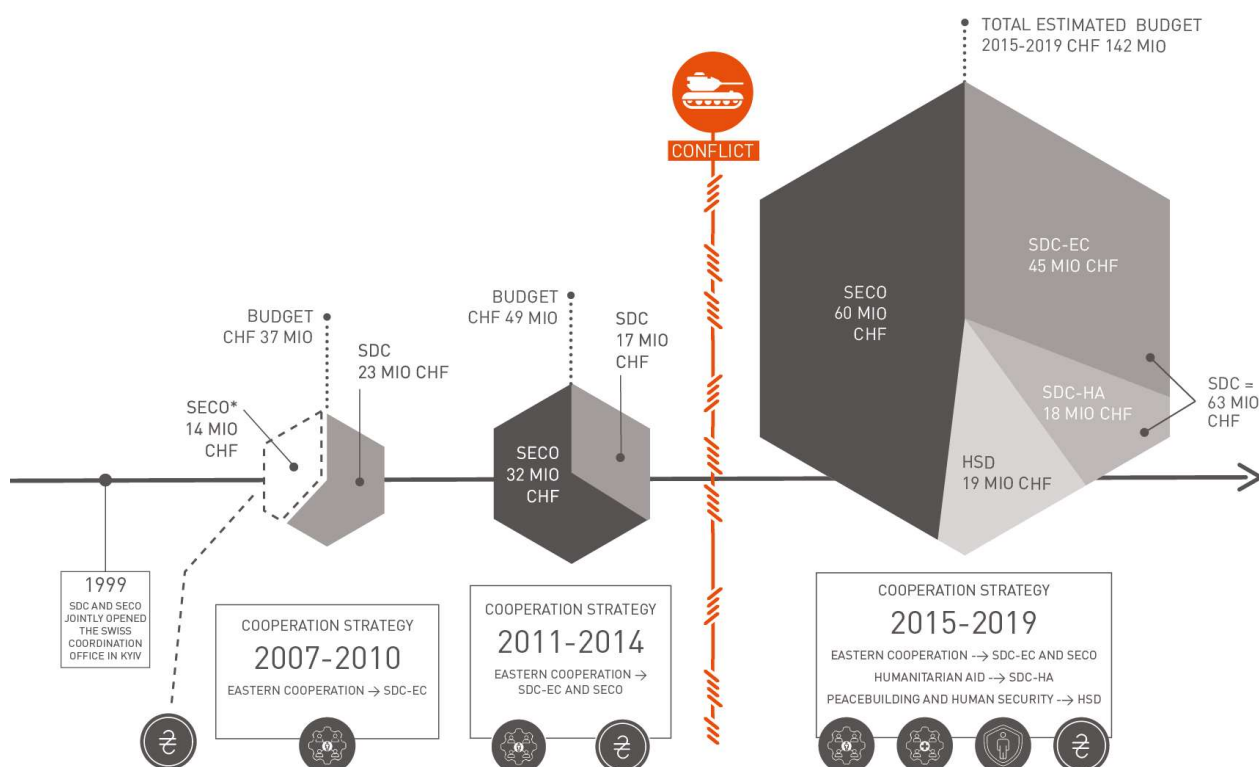 TOTAL ESTIMATED BUDGET
2015-2019 CHF 142 MIO
CONFLICT
SDC-EC
45 MIO CHF
SECO
60 MIO
CHF
SDC-HA
18 MIO CHF
SDC =
63 MIO
CHF
HSD
19 MIO CHF
BUDGET
CHF 49 MIO
SDC
17 MIO
CHF
SECO
32 MIO
CHF
BUDGET
CHF 37 MIO
SDC
23 MIO CHF
SECO*
14 MIO
CHF
1999
SDC AND SECO
JOINTLY OPENED
THE SWISS
COORDINATION
OFFICE IN KYIV
COOPERATION STRATEGY
2007-2010
EASTERN COOPERATION → SDC-EC
COOPERATION STRATEGY
2011-2014
EASTERN COOPERATION →
SDC-EC AND SECO
COOPERATION STRATEGY
2015-2019
EASTERN COOPERATION --→ SDC-EC AND SECO
HUMANITARIAN AID --→ SDC-HA
PEACEBUILDING AND HUMAN SECURITY --→ HSD
₴
₴
₴